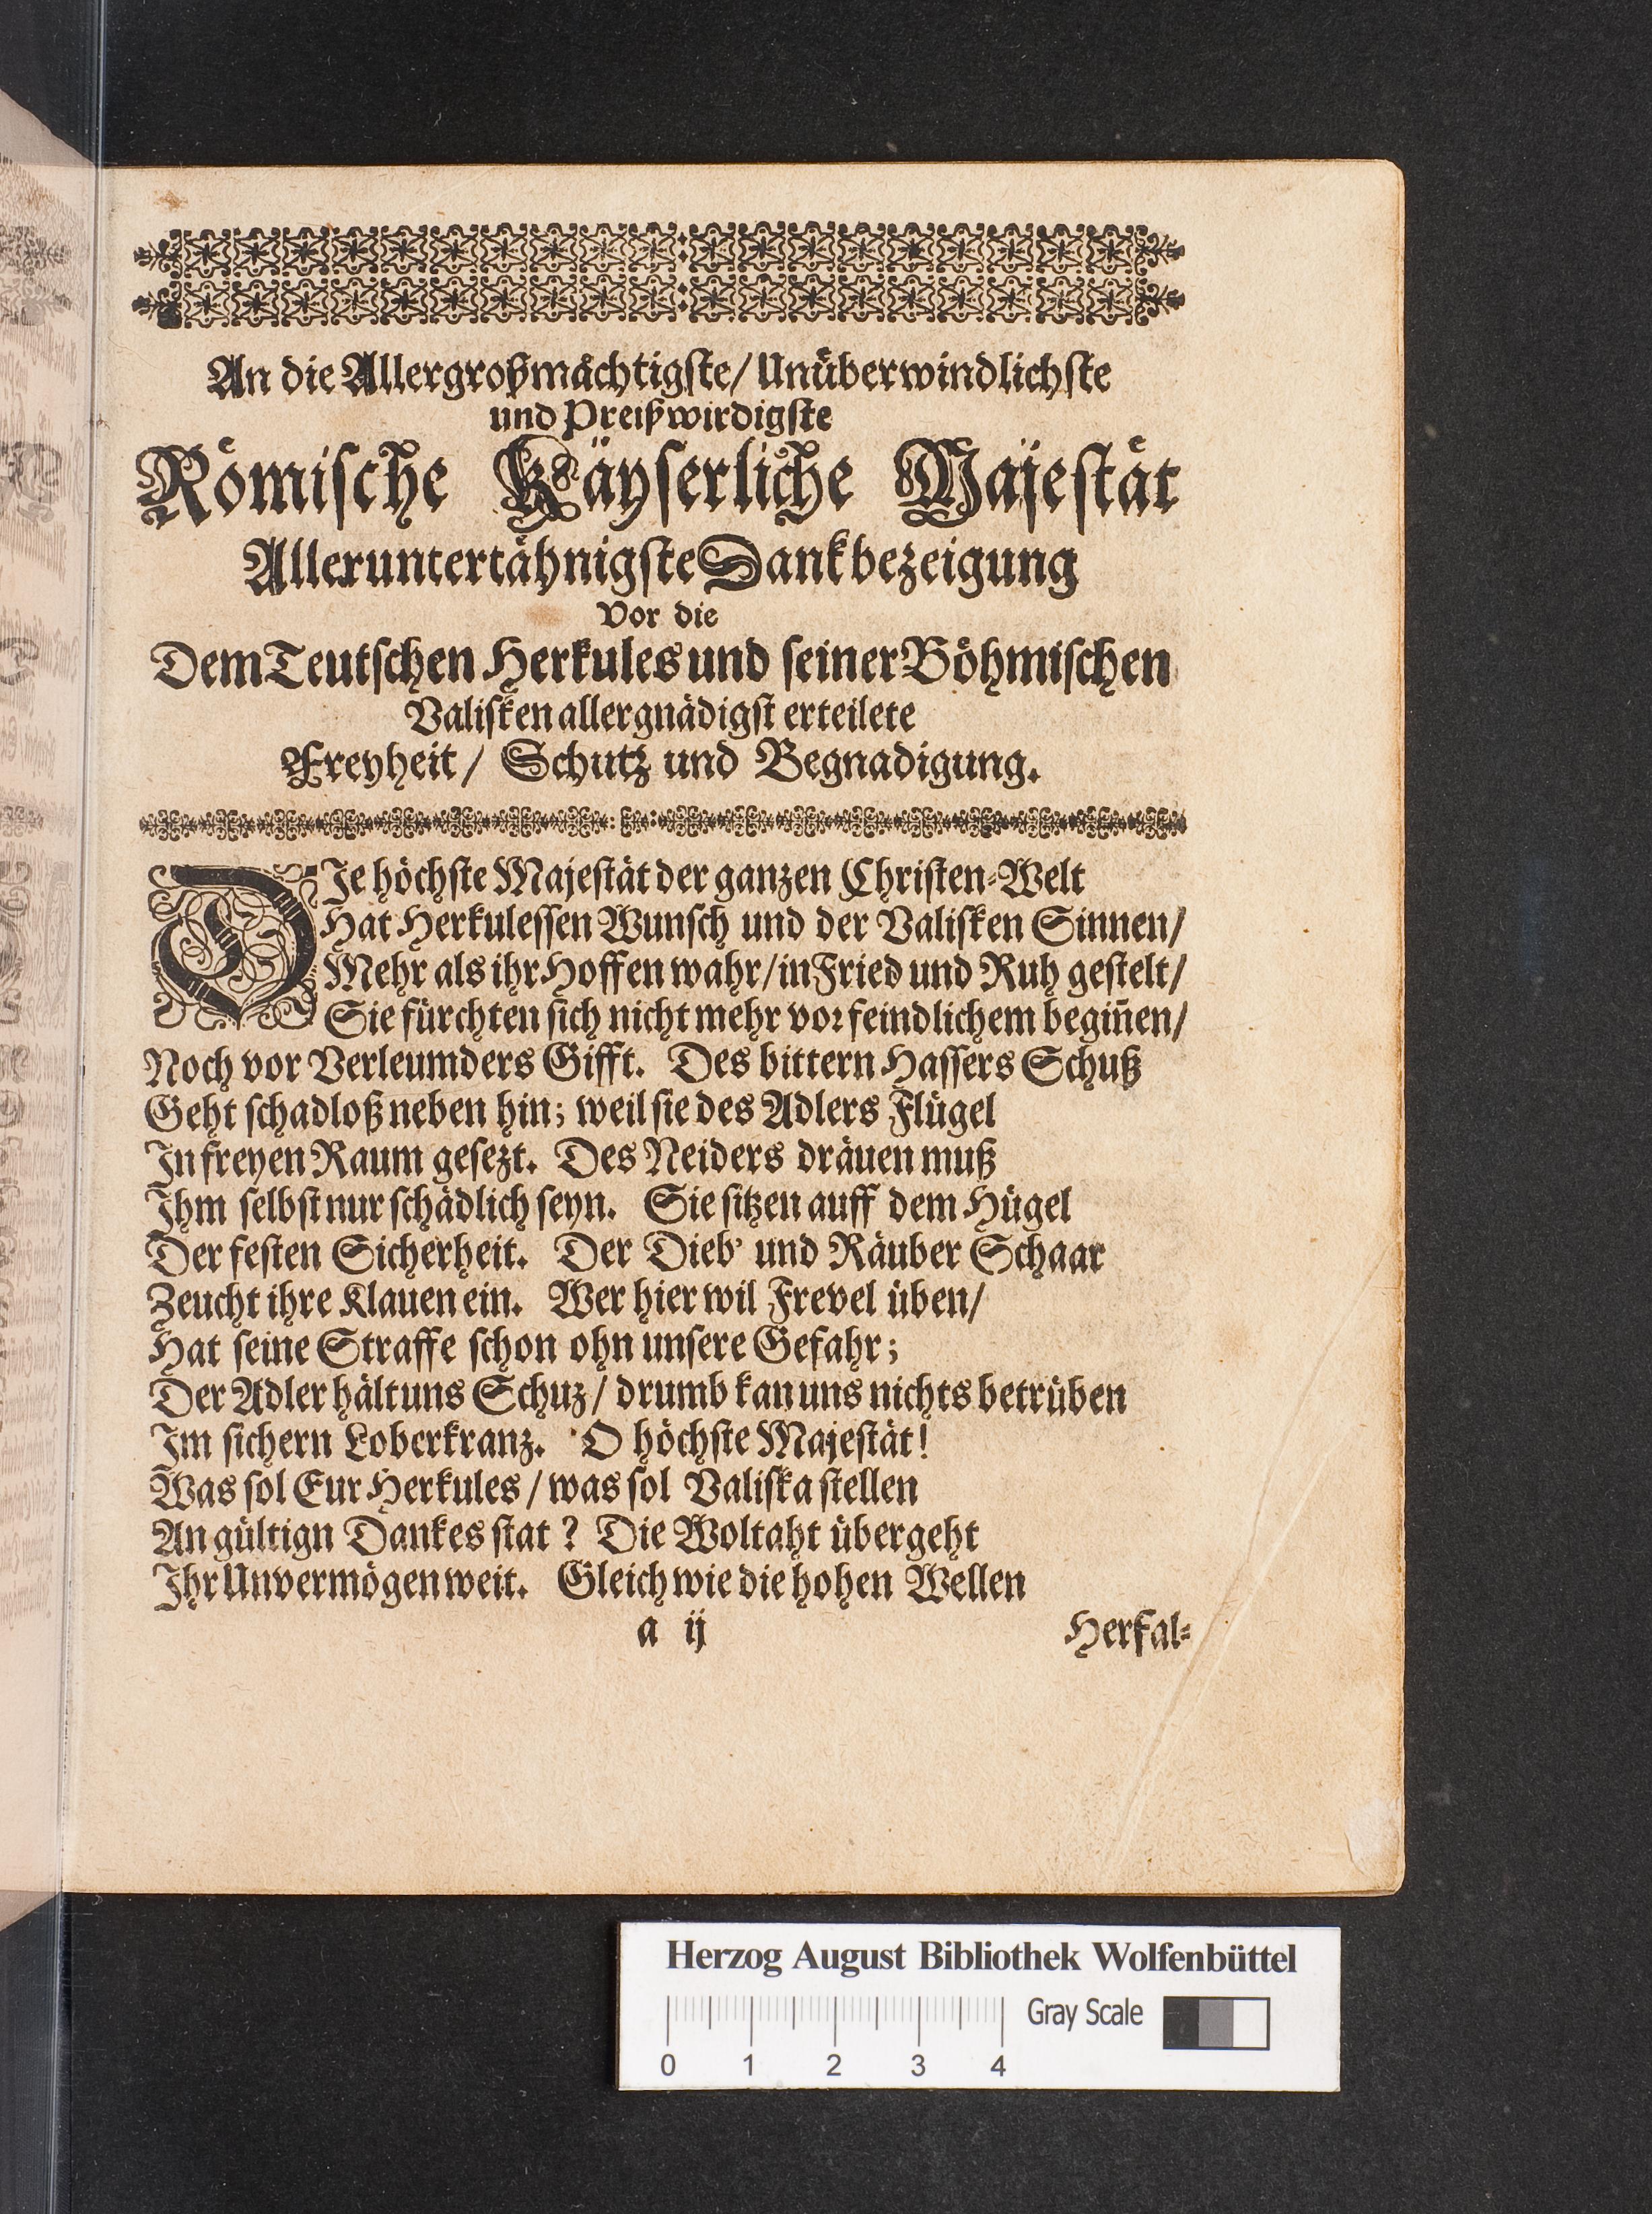 An die Allergroßmächtigste/ Unüberwindlichste
und Preißwirdigste
Römische Käyserliche Majestät
Alleruntertähnigste Dankbezeigung
Vor die
Dem Teutschen Herkules und seiner Böhmischen
Valisken allergnädigst erteilete
Freyheit/ Schutz und Begnadigung.
DIe höchste Majestät der ganzen Christen-Welt
Hat Herkulessen Wunsch und der Valisken Sinnen/
Mehr als ihr Hoffen wahr/ in Fried und Ruh gestelt/
Sie fürchten sich nicht mehr vor feindlichem begiñen/
Noch vor Verleumders Gifft. Des bittern Hassers Schuß
Geht schadloß neben hin; weil sie des Adlers Flügel
In freyen Raum gesezt. Des Neiders dräuen muß
Ihm selbst nur schädlich seyn. Sie sitzen auff dem Hügel
Der festen Sicherheit. Der Dieb' und Räuber Schaar
Zeucht ihre Klauen ein. Wer hier wil Frevel üben/
Hat seine Straffe schon ohn unsere Gefahr;
Der Adler hält uns Schuz/ drumb kan uns nichts betrüben
Im sichern Loberkranz. O höchste Majestät!
Was sol Eur Herkules/ was sol Valiska stellen
An gültign Dankes stat? Die Woltaht übergeht
Ihr Unvermögen weit. Gleich wie die hohen Wellen
a ij Herfal-
Herzog August Bibliothek Wolfenbüttel
Gray Scale
0 1 2 3 4